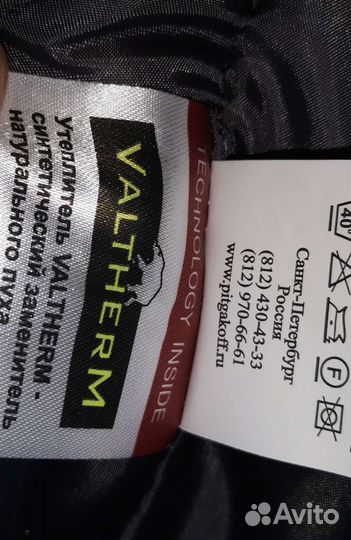 VALTHERM
TECHNOLOGY INSIDE
Утеплитель VALTHERM -
синтетический заменитель
натурального пуха
Санкт-Петербург
Россия
(812) 430-43-33
(812) 970-66-61
www.pitgakoff.ru
40°
F
Avito